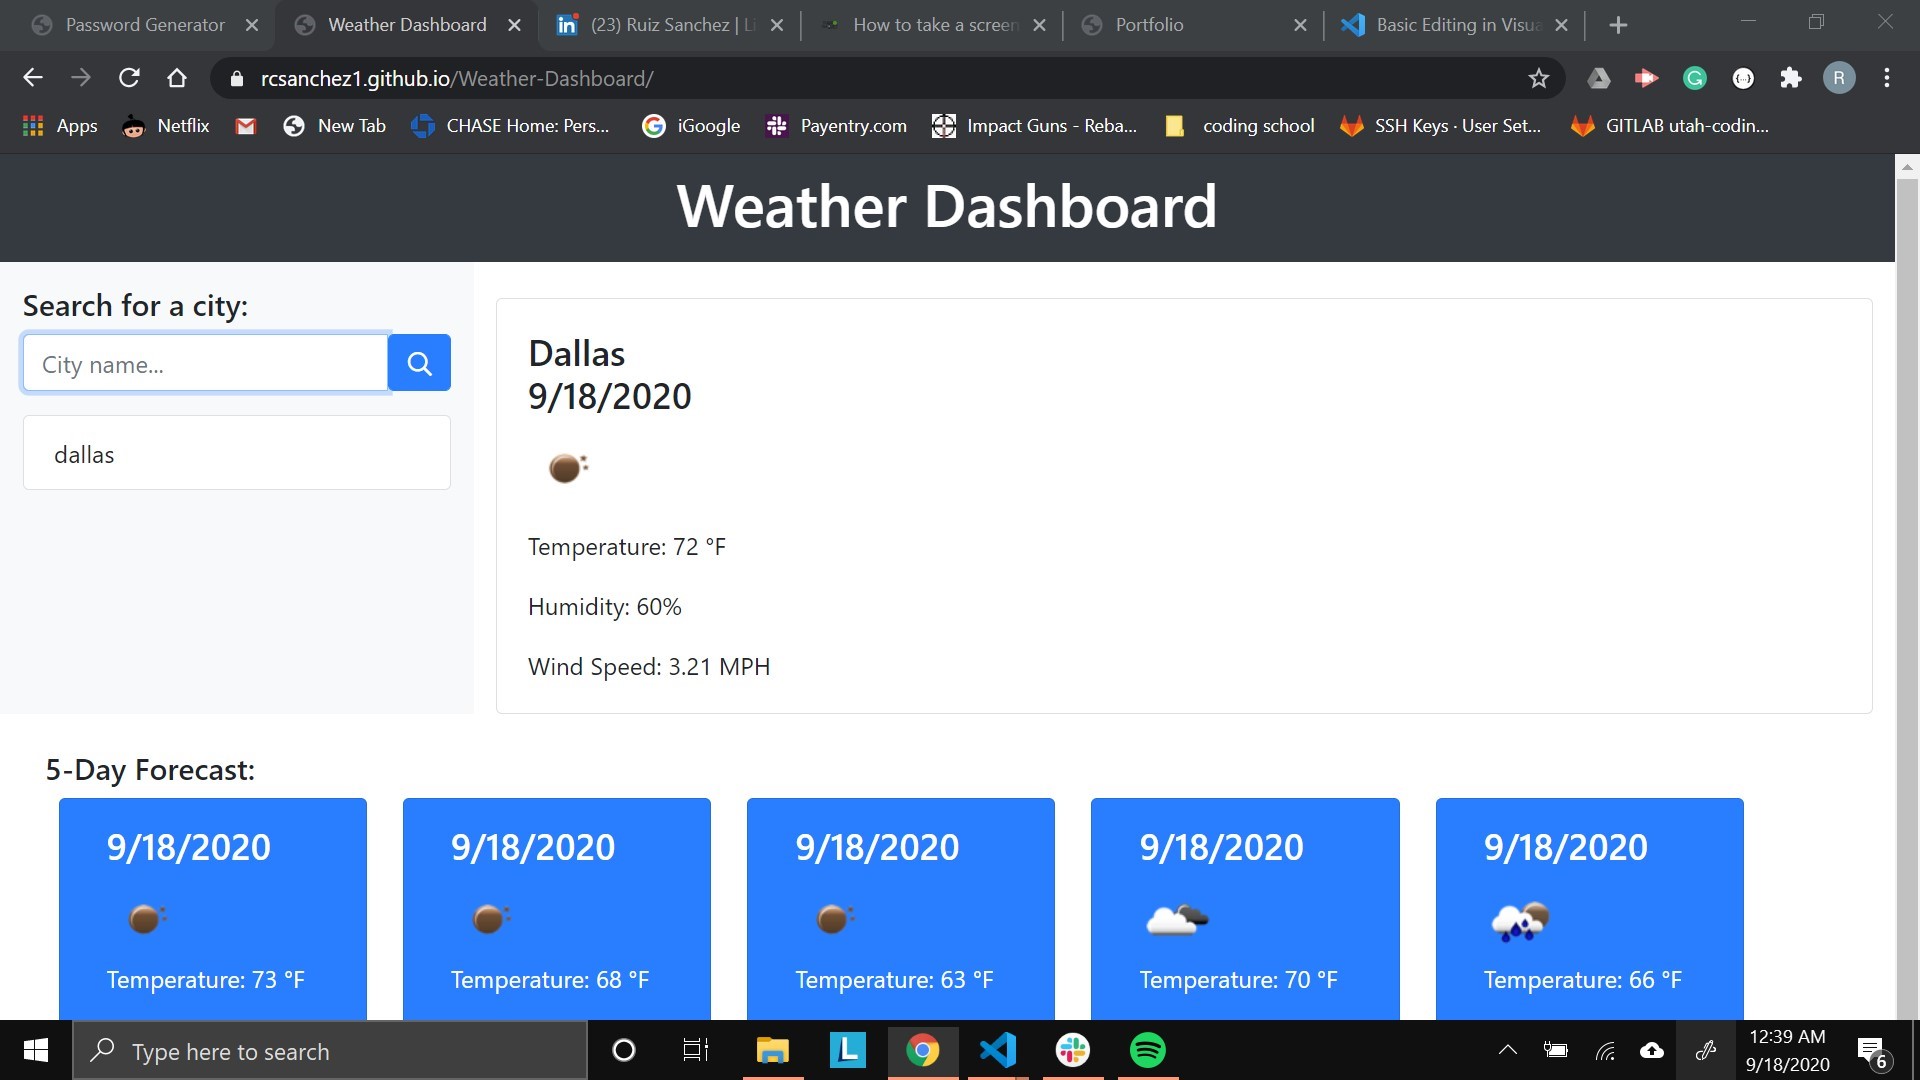 Password Generator
Weather Dashboard
(23) Ruiz Sanchez | Li
How to take a screen
Portfolio
Basic Editing in Visua
rcsanchez1.github.io/Weather-Dashboard/
R
Apps
Netflix
New Tab
CHASE Home: Pers...
iGoogle
Payentry.com
Impact Guns - Reba...
coding school
SSH Keys · User Set...
GITLAB utah-codin...
Weather Dashboard
Search for a city:
City name...
dallas
Dallas
9/18/2020
Temperature: 72 °F
Humidity: 60%
Wind Speed: 3.21 MPH
5-Day Forecast:
9/18/2020
Temperature: 73 °F
9/18/2020
Temperature: 68 °F
9/18/2020
Temperature: 63 °F
9/18/2020
Temperature: 70 °F
9/18/2020
Temperature: 66 °F
Type here to search
L
12:39 AM
9/18/2020
6